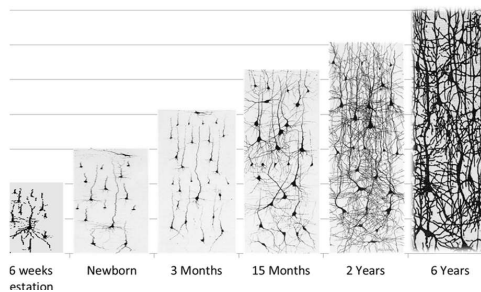 6 weeks
estation
Newborn
3 Months
15 Months
2 Years
6 Years